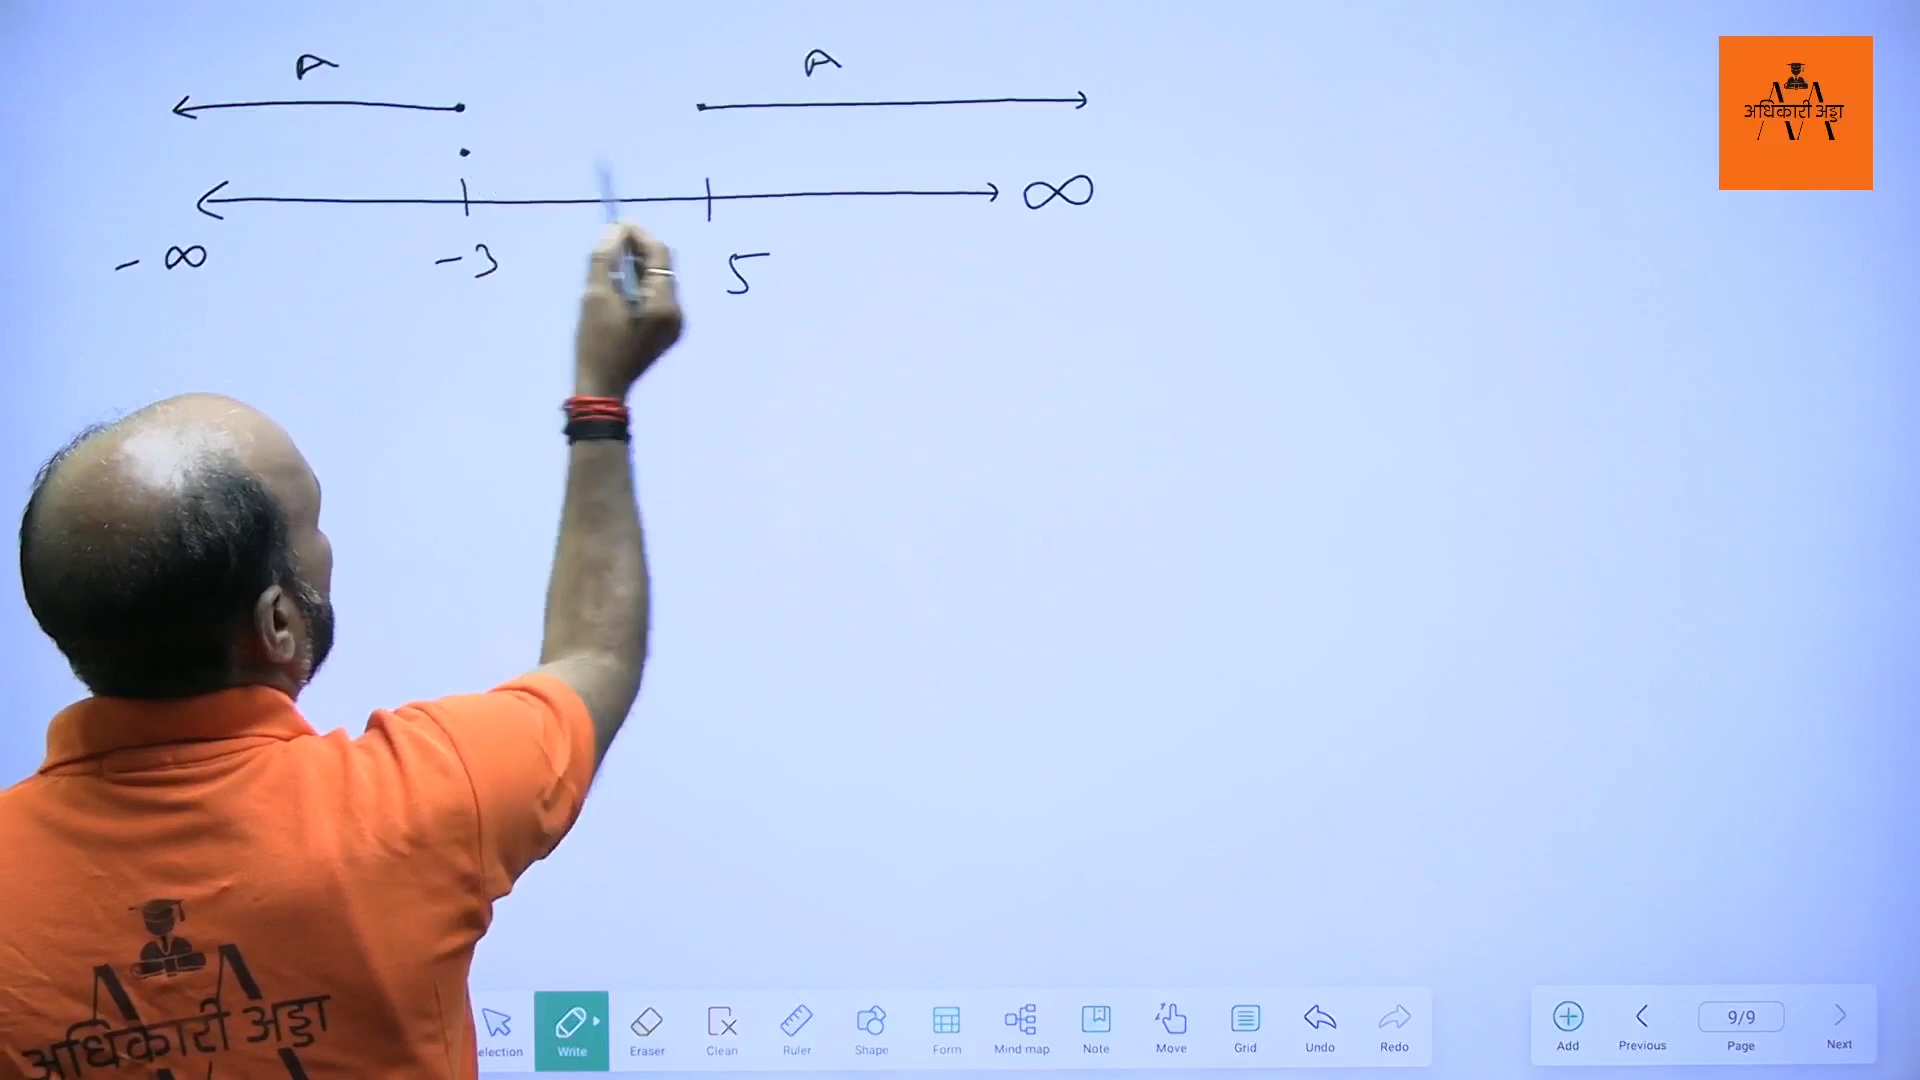 A A
∞
- ∞ -3 5
अधिकारी अड्डा
अधिकारी अड्डा
election Write Eraser Clean Ruler Shape Form Mind map Note Move Grid Undo Redo
9/9
Add Previous Page Next